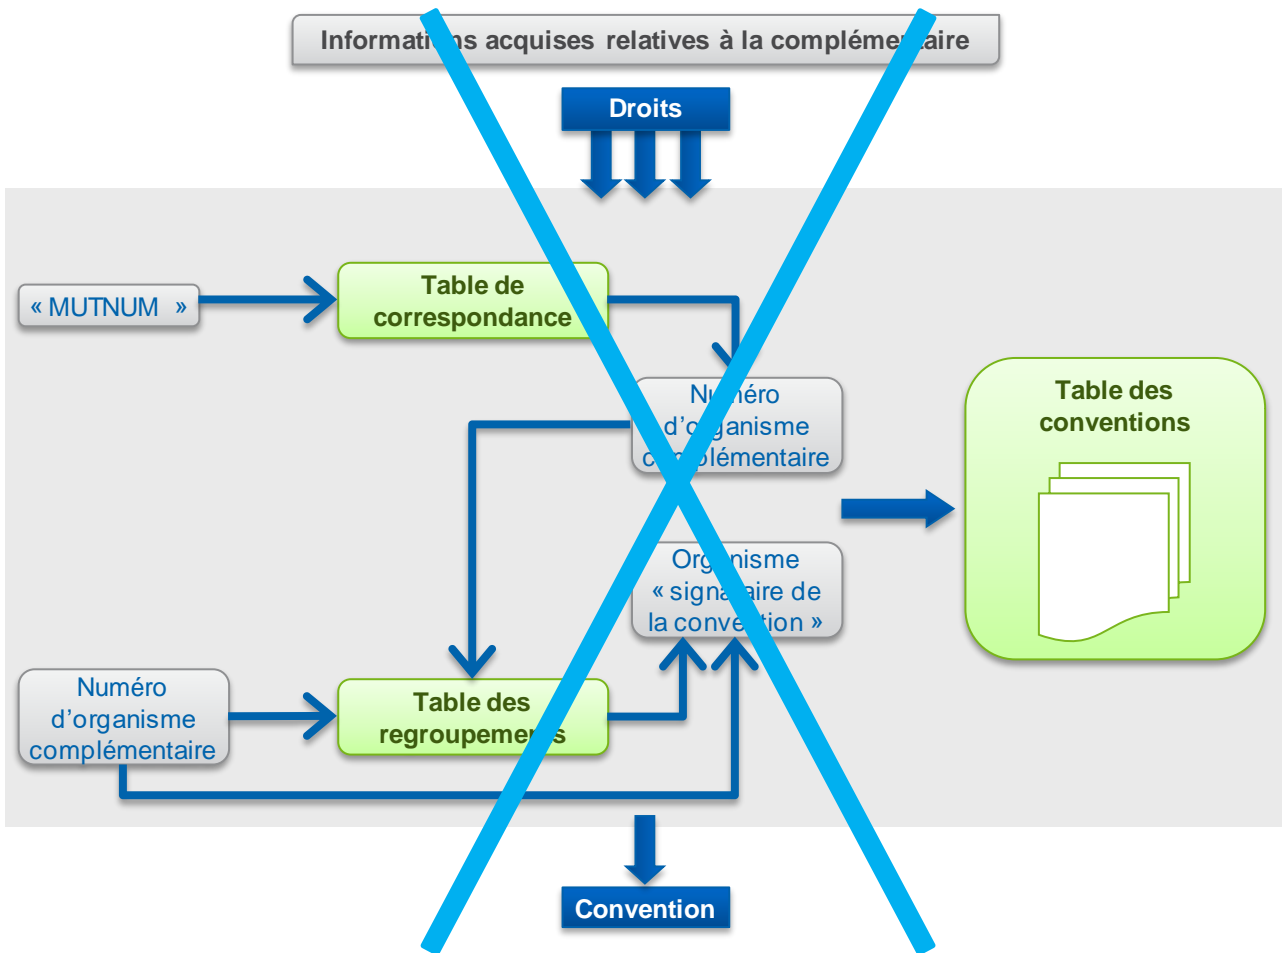 Informations acquises relatives à la complémentaire
Droits
« MUTNUM »
Table de
correspondance
Numéro
d'organisme
complémentaire
Table des
conventions
Organisme
« signataire de
la convention »
Numéro
d'organisme
complémentaire
Table des
regroupements
Convention